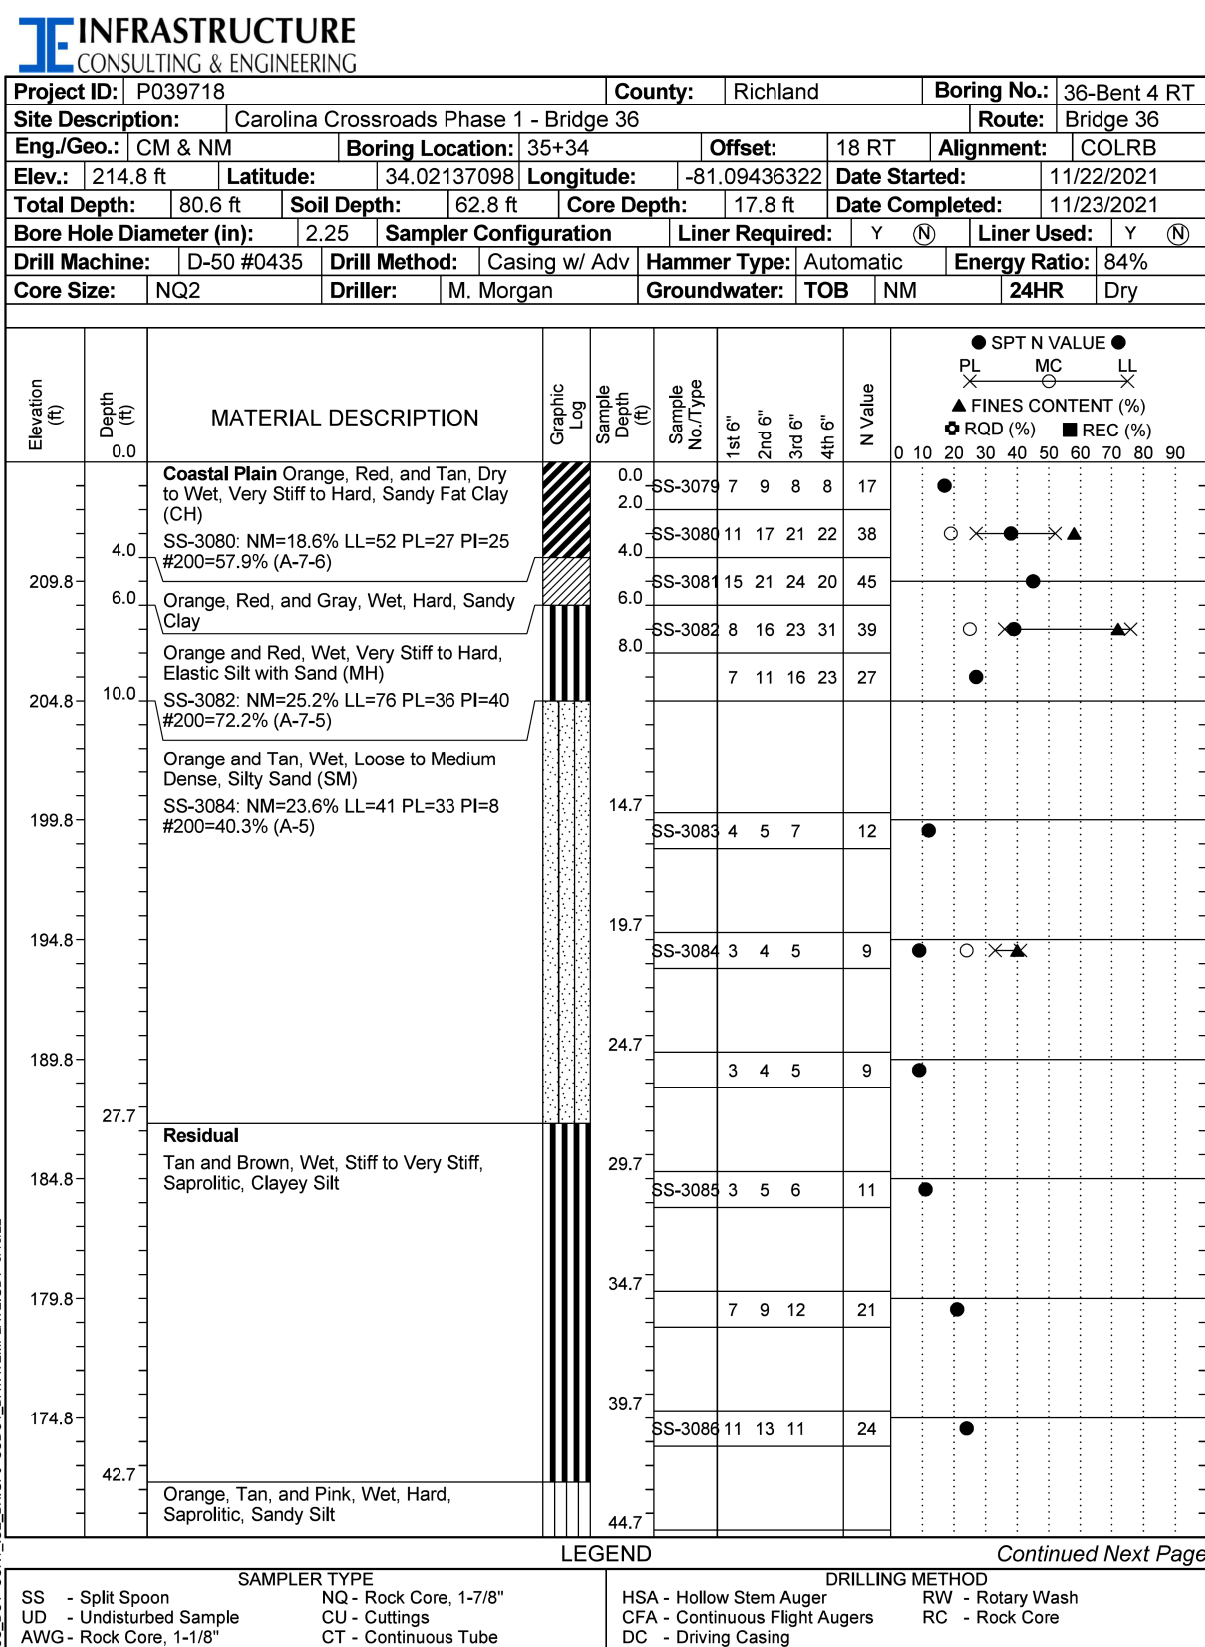 INFRASTRUCTURE
CONSULTING & ENGINEERING
Project ID: P039718 County: Richland Boring No.: 36-Bent 4 RT
Site Description: Carolina Crossroads Phase 1 - Bridge 36 Route: Bridge 36
Eng./Geo.: CM & NM Boring Location: 35+34 Offset: 18 RT Alignment: COLRB
Elev.: 214.8 ft Latitude: 34.02137098 Longitude: -81.09436322 Date Started: 11/22/2021
Total Depth: 80.6 ft Soil Depth: 62.8 ft Core Depth: 17.8 ft Date Completed: 11/23/2021
Bore Hole Diameter (in): 2.25 Sampler Configuration Liner Required: Y N Liner Used: Y N
Drill Machine: D-50 #0435 Drill Method: Casing w/ Adv Hammer Type: Automatic Energy Ratio: 84%
Core Size: NQ2 Driller: M. Morgan Groundwater: TOB NM 24HR Dry
Elevation (ft)
Depth (ft)
0.0
MATERIAL DESCRIPTION
Graphic Log
Sample Depth (ft)
Sample No./Type
1st 6"
2nd 6"
3rd 6"
4th 6"
N Value
SPT N VALUE
PL MC LL
FINES CONTENT (%)
RQD (%) REC (%)
0 10 20 30 40 50 60 70 80 90
Coastal Plain Orange, Red, and Tan, Dry
to Wet, Very Stiff to Hard, Sandy Fat Clay
(CH)
SS-3080: NM=18.6% LL=52 PL=27 PI=25
#200=57.9% (A-7-6)
4.0
209.8
6.0
Orange, Red, and Gray, Wet, Hard, Sandy
Clay
Orange and Red, Wet, Very Stiff to Hard,
Elastic Silt with Sand (MH)
10.0
SS-3082: NM=25.2% LL=76 PL=36 PI=40
204.8
#200=72.2% (A-7-5)
Orange and Tan, Wet, Loose to Medium
Dense, Silty Sand (SM)
SS-3084: NM=23.6% LL=41 PL=33 PI=8
#200=40.3% (A-5)
199.8
194.8
189.8
27.7
Residual
Tan and Brown, Wet, Stiff to Very Stiff,
Saprolitic, Clayey Silt
184.8
179.8
174.8
42.7
Orange, Tan, and Pink, Wet, Hard,
Saprolitic, Sandy Silt
0.0
SS-3079 7 9 8 8 17
2.0
SS-3080 11 17 21 22 38
4.0
SS-3081 15 21 24 20 45
6.0
SS-3082 8 16 23 31 39
8.0
7 11 16 23 27
14.7
SS-3083 4 5 7 12
19.7
SS-3084 3 4 5 9
24.7
3 4 5 9
29.7
SS-3085 3 5 6 11
34.7
7 9 12 21
39.7
SS-3086 11 13 11 24
44.7
LEGEND
Continued Next Page
SAMPLER TYPE
SS - Split Spoon NQ - Rock Core, 1-7/8"
UD - Undisturbed Sample CU - Cuttings
AWG - Rock Core, 1-1/8" CT - Continuous Tube
DRILLING METHOD
HSA - Hollow Stem Auger RW - Rotary Wash
CFA - Continuous Flight Augers RC - Rock Core
DC - Driving Casing